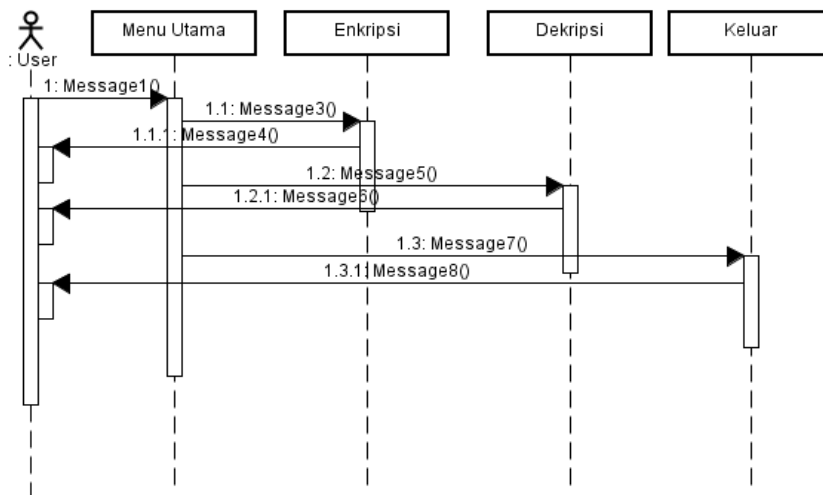 Menu Utama
Enkripsi
Dekripsi
Keluar
: User
1: Message1()
1.1: Message3()
1.1.1: Message4()
1.2: Message5()
1.2.1: Message6()
1.3: Message7()
1.3.1: Message8()